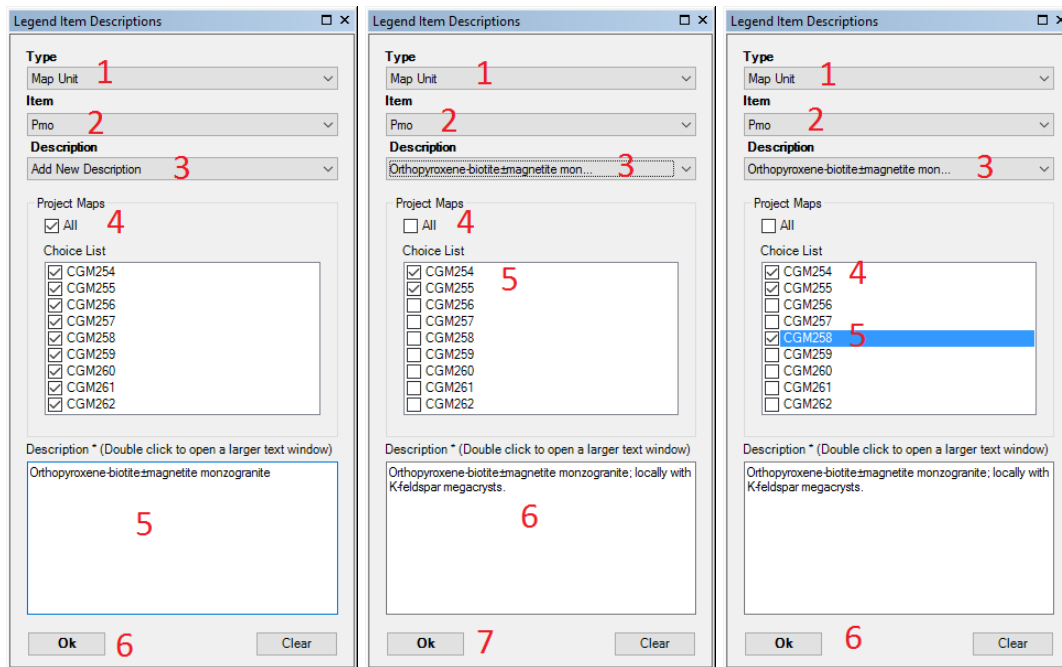 Legend Item Descriptions
Type
1
Map Unit
Item
2
Pmo
Description
3
Add New Description
Project Maps
4
All
Choice List
CGM254
CGM255
CGM256
CGM257
CGM258
CGM259
CGM260
CGM261
CGM262
Description * (Double click to open a larger text window)
Orthopyroxene-biotite±magnetite monzogranite
5
Ok
6
Clear
Legend Item Descriptions
Type
1
Map Unit
Item
2
Pmo
Description
3
Orthopyroxene-biotite±magnetite mon...
Project Maps
4
All
Choice List
CGM254
5
CGM255
CGM256
CGM257
CGM258
CGM259
CGM260
CGM261
CGM262
Description * (Double click to open a larger text window)
Orthopyroxene-biotite±magnetite monzogranite; locally with
K-feldspar megacrysts.
6
Ok
7
Clear
Legend Item Descriptions
Type
1
Map Unit
Item
2
Pmo
Description
3
Orthopyroxene-biotite±magnetite mon...
Project Maps
All
Choice List
CGM254
4
CGM255
CGM256
CGM257
CGM258
5
CGM259
CGM260
CGM261
CGM262
Description * (Double click to open a larger text window)
Orthopyroxene-biotite±magnetite monzogranite; locally with
K-feldspar megacrysts.
Ok
6
Clear